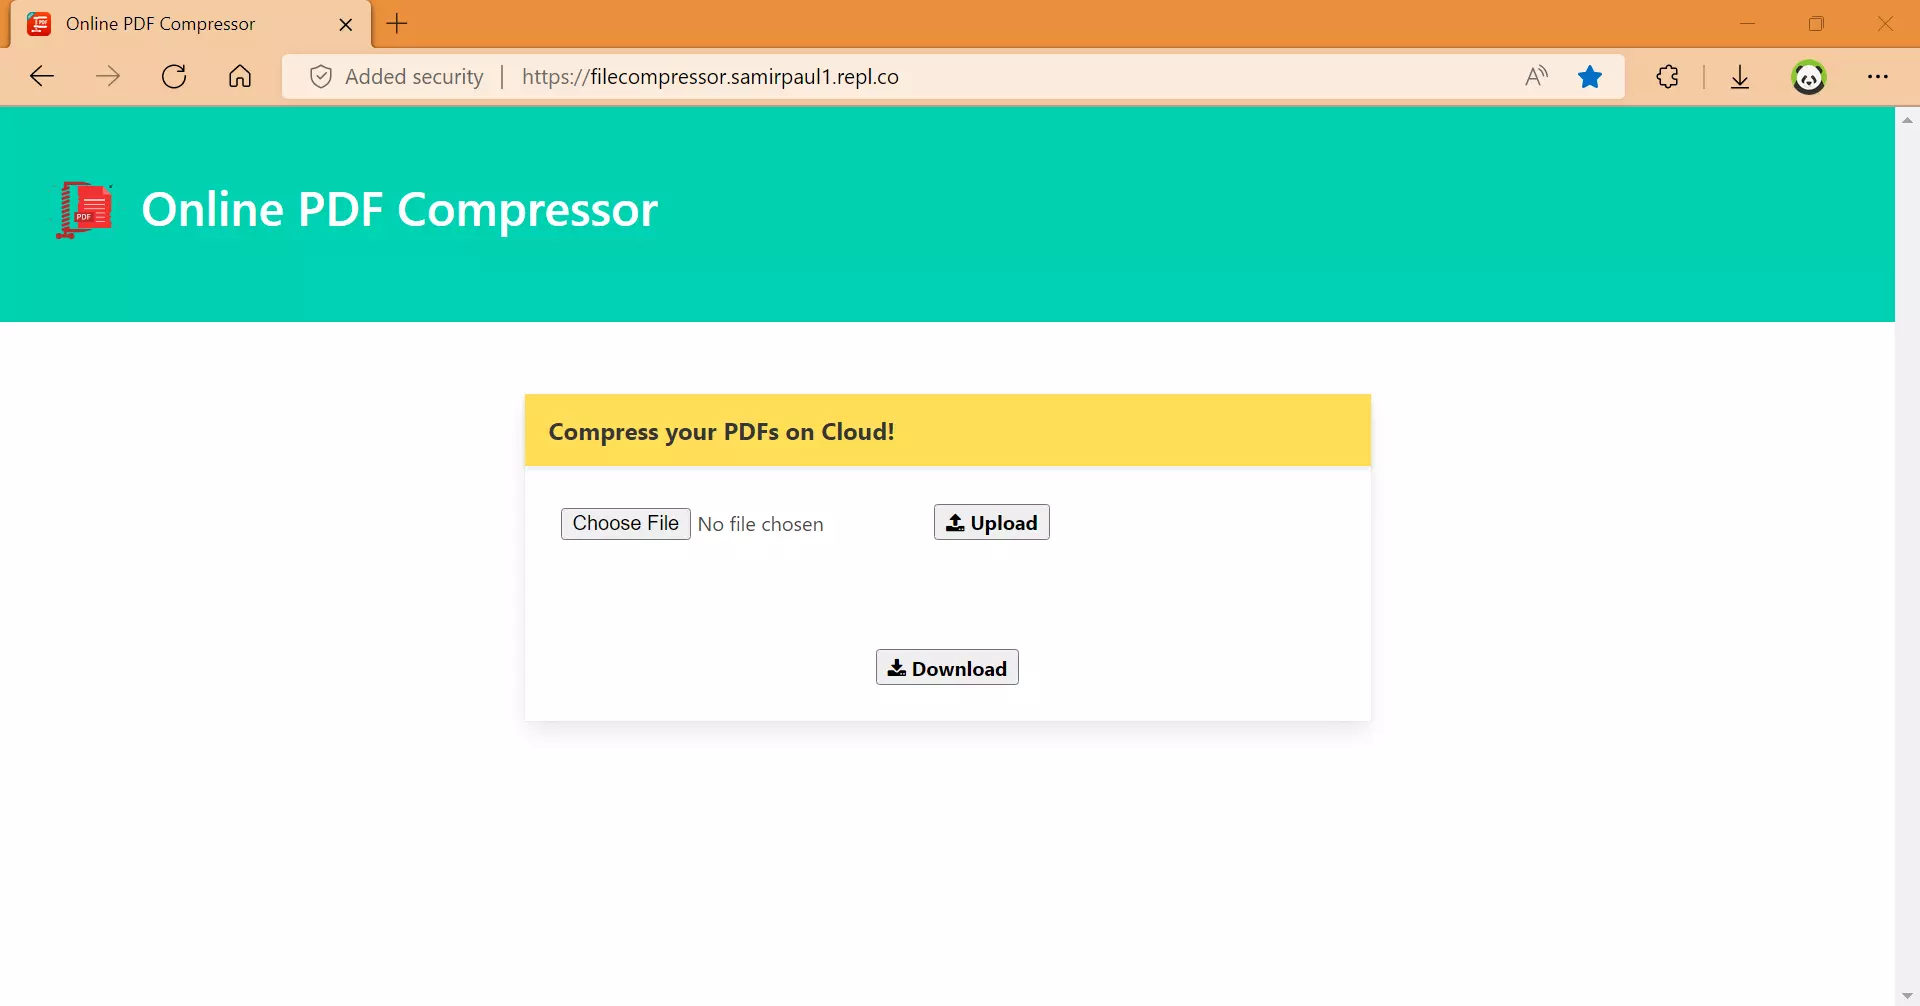 Online PDF Compressor
Added security
https://filecompressor.samirpaul1.repl.co
PDF
Online PDF Compressor
Compress your PDFs on Cloud!
Choose File No file chosen
Upload
Download